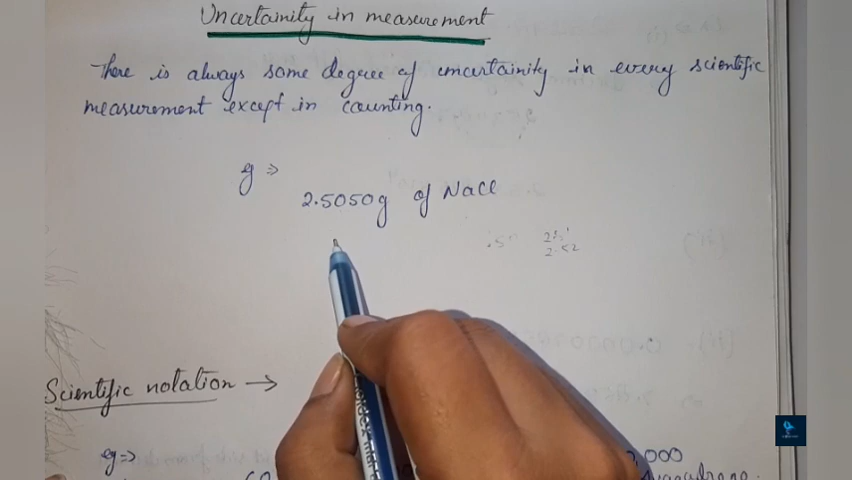 Uncertainity in measurement
There is always some degree of uncertainity in every scientific
measurement except in counting.
eg ⇒
2.5050g of NaCl
Scientific notation →
eg ⇒